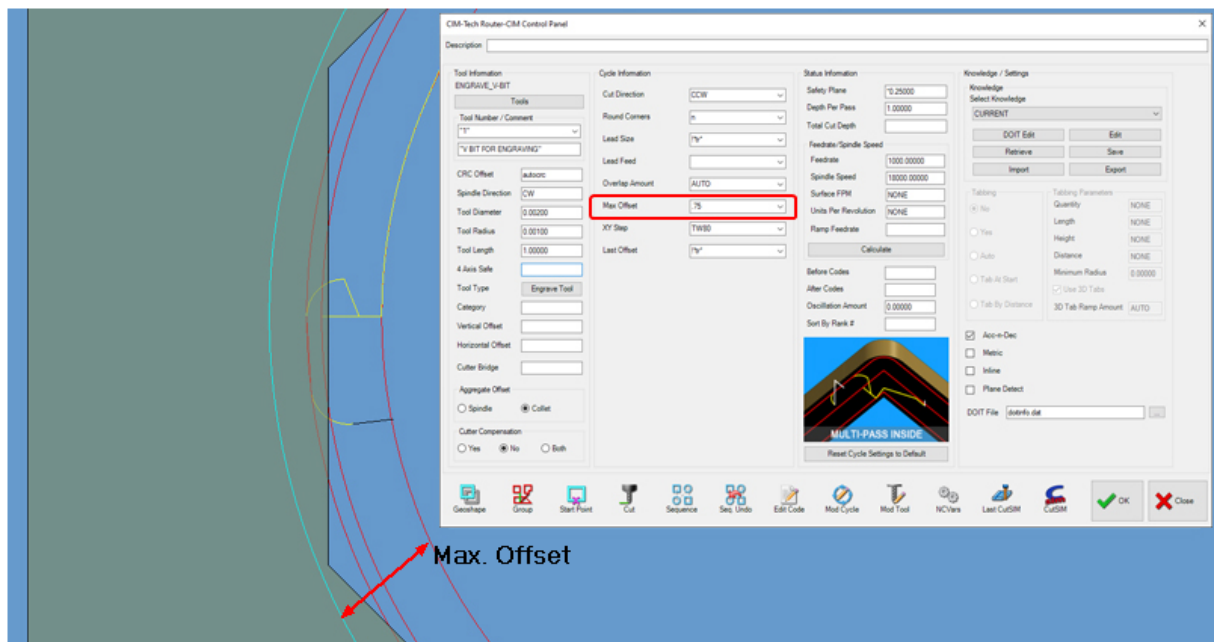 CIM-Tech Router-CIM Control Panel
Description
Tool Information
ENGRAVE_V-BIT
Tools
Tool Number / Comment
"1"
"V BIT FOR ENGRAVING"
CRC Offset autocrc
Spindle Direction CW
Tool Diameter 0.00200
Tool Radius 0.00100
Tool Length 1.00000
4 Axis Safe
Tool Type Engrave Tool
Category
Vertical Offset
Horizontal Offset
Cutter Bridge
Aggregate Offset
Spindle Collet
Cutter Compensation
Yes No Both
Cycle Information
Cut Direction CCW
Round Corners n
Lead Size
Lead Feed
Overlap Amount AUTO
Max Offset .75
XY Step TW80
Last Offset
Status Information
Safety Plane "0.25000
Depth Per Pass 1.00000
Total Cut Depth
Feedrate/Spindle Speed
Feedrate 1000.00000
Spindle Speed 18000.00000
Surface FPM NONE
Units Per Revolution NONE
Ramp Feedrate
Calculate
Before Codes
After Codes
Oscillation Amount 0.00000
Sort By Rank #
MULTI-PASS INSIDE
Reset Cycle Settings to Default
Knowledge / Settings
Knowledge
Select Knowledge
CURRENT
DOIT Edit Edit
Retrieve Save
Import Export
Tabbing
No
Yes
Auto
Tab At Start
Tab By Distance
Tabbing Parameters
Quantity NONE
Length NONE
Height NONE
Distance NONE
Minimum Radius 0.00000
Use 3D Tabs
3D Tab Ramp Amount AUTO
Acc-n-Dec
Metric
Inline
Plane Detect
DOIT File dotinfo.dat ...
Geoshape Group Start Point Cut Sequence Seq. Undo Edit Code Mod Cycle Mod Tool NCVars Last CutSIM CutSIM OK Close
Max. Offset